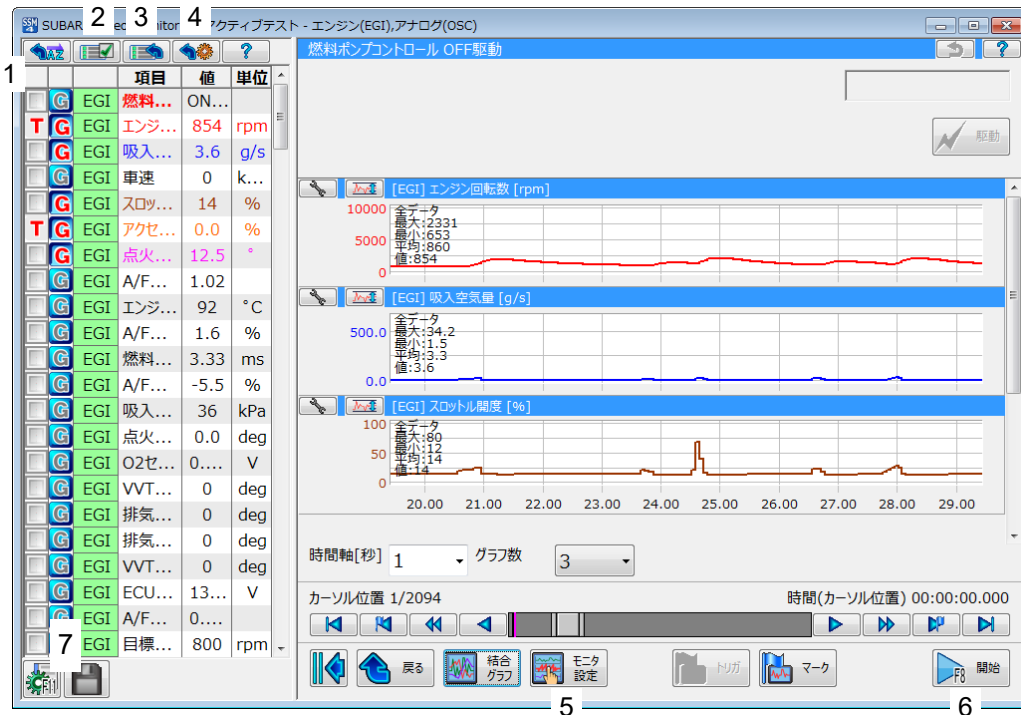 2 3 4
SUBAR ec nitor アクティブテスト - エンジン(EGI),アナログ(OSC)
AZ ?
燃料ポンプコントロール OFF駆動 ?
1
項目 値 単位
G EGI 燃料... ON...
T G EGI エンジ... 854 rpm
G EGI 吸入... 3.6 g/s
G EGI 車速 0 k...
G EGI スロッ... 14 %
T G EGI アクセ... 0.0 %
G EGI 点火... 12.5 °
G EGI A/F... 1.02
G EGI エンジ... 92 °C
G EGI A/F... 1.6 %
G EGI 燃料... 3.33 ms
G EGI A/F... -5.5 %
G EGI 吸入... 36 kPa
G EGI 点火... 0.0 deg
G EGI O2セ... 0.... V
G EGI VVT... 0 deg
G EGI 排気... 0 deg
G EGI 排気... 0 deg
G EGI VVT... 0 deg
G EGI ECU... 13... V
G EGI A/F... 0....
EGI 目標... 800 rpm
7
F11
駆動
[EGI] エンジン回転数 [rpm]
10000
5000
0
全データ
最大:2331
最小:653
平均:860
値:854
[EGI] 吸入空気量 [g/s]
500.0
0.0
全データ
最大:34.2
最小:1.5
平均:3.3
値:3.6
[EGI] スロットル開度 [%]
100
50
0
全データ
最大:80
最小:12
平均:14
値:14
20.00 21.00 22.00 23.00 24.00 25.00 26.00 27.00 28.00 29.00
時間軸[秒] 1 グラフ数 3
カーソル位置 1/2094 時間(カーソル位置) 00:00:00.000
戻る 結合グラフ モニタ設定 トリガ マーク F8 開始
5 6